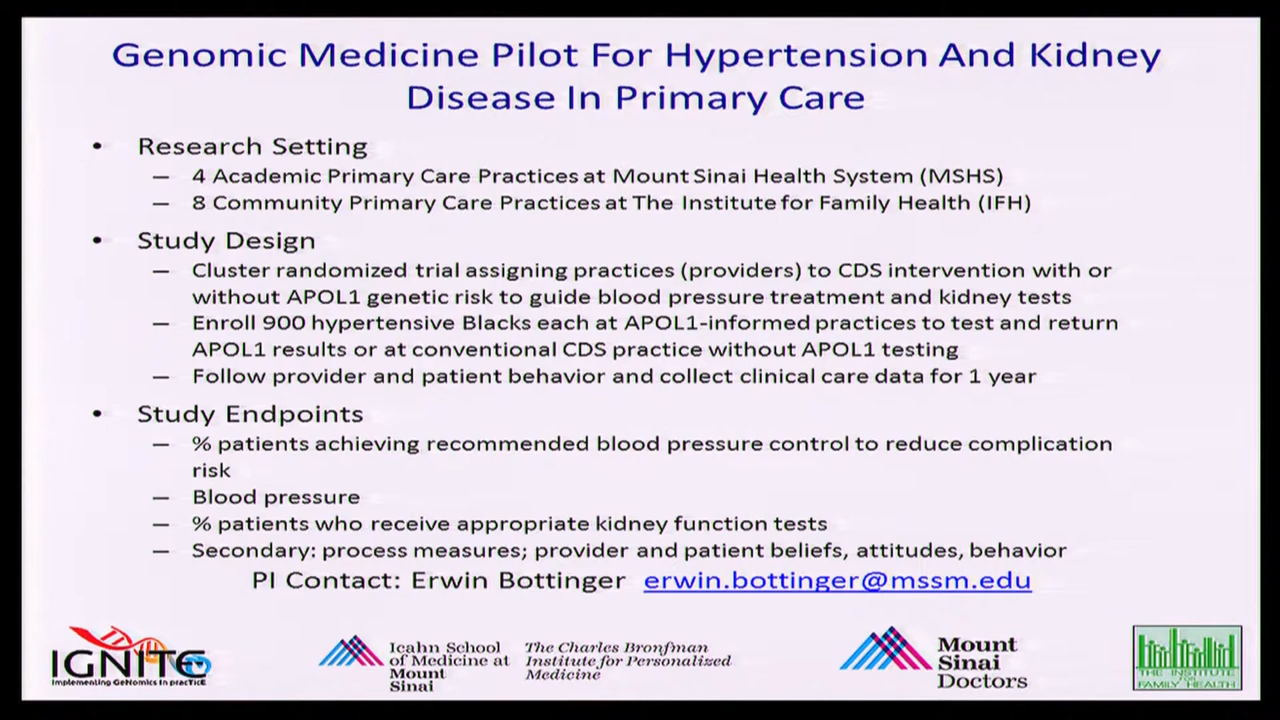 Genomic Medicine Pilot For Hypertension And Kidney
Disease In Primary Care
• Research Setting
– 4 Academic Primary Care Practices at Mount Sinai Health System (MSHS)
– 8 Community Primary Care Practices at The Institute for Family Health (IFH)
• Study Design
– Cluster randomized trial assigning practices (providers) to CDS intervention with or
without APOL1 genetic risk to guide blood pressure treatment and kidney tests
– Enroll 900 hypertensive Blacks each at APOL1-informed practices to test and return
APOL1 results or at conventional CDS practice without APOL1 testing
– Follow provider and patient behavior and collect clinical care data for 1 year
• Study Endpoints
– % patients achieving recommended blood pressure control to reduce complication
risk
– Blood pressure
– % patients who receive appropriate kidney function tests
– Secondary: process measures; provider and patient beliefs, attitudes, behavior
PI Contact: Erwin Bottinger erwin.bottinger@mssm.edu
IGNITE
Implementing GeNomics In pracTicE
Icahn School
of Medicine at
Mount
Sinai
The Charles Bronfman
Institute for Personalized
Medicine
Mount
Sinai
Doctors
THE INSTITUTE
FOR
FAMILY HEALTH